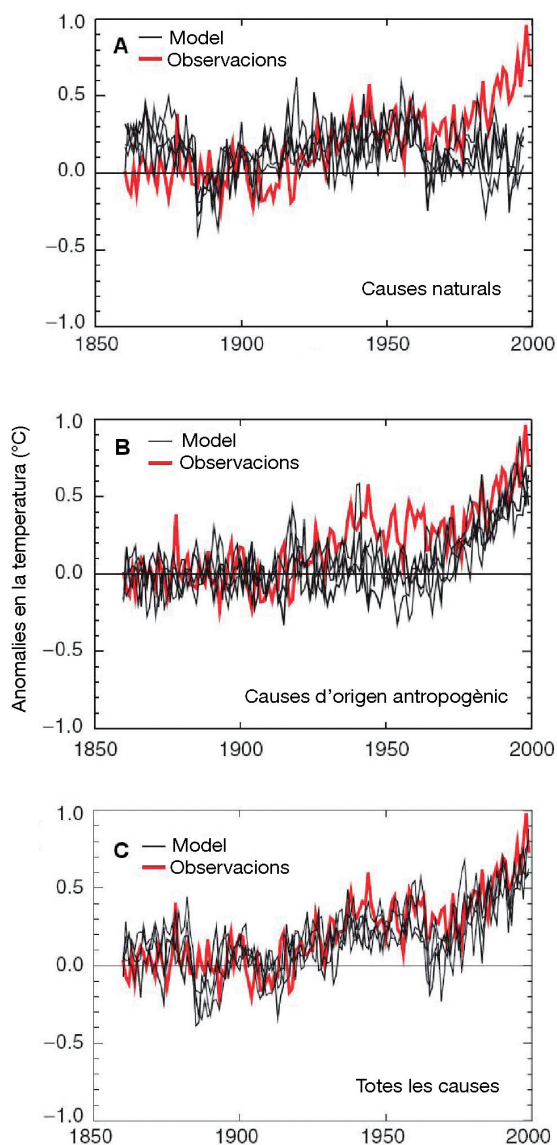 Anomalies en la temperatura (°C)
A
Model
Observacions
1.0
0.5
0.0
−0.5
−1.0
Causes naturals
1850
1900
1950
2000
B
Model
Observacions
1.0
0.5
0.0
−0.5
−1.0
Causes d’origen antropogènic
1850
1900
1950
2000
C
Model
Observacions
1.0
0.5
0.0
−0.5
−1.0
Totes les causes
1850
1900
1950
2000